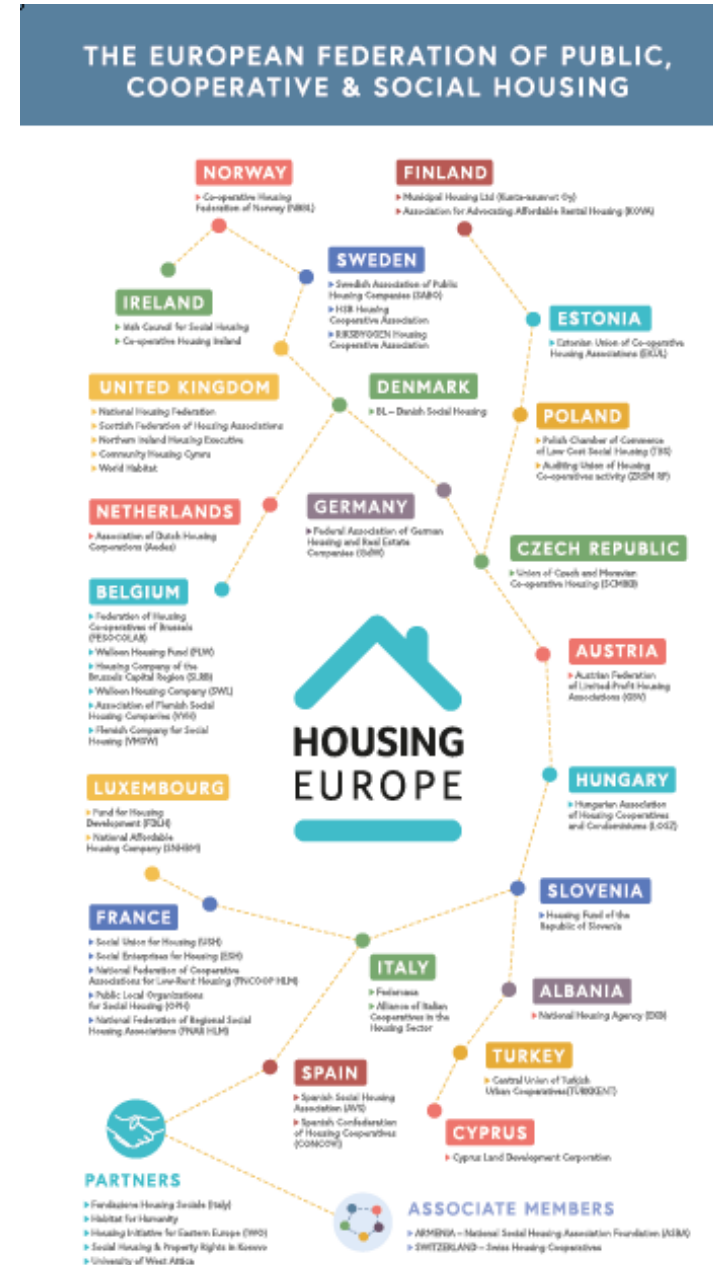 THE EUROPEAN FEDERATION OF PUBLIC,
COOPERATIVE & SOCIAL HOUSING
NORWAY
Co-operative Housing
Federation of Norway (NBBL)
FINLAND
Municipal Housing Ltd (Kunta-asunnot Oy)
Association for Advocating Affordable Rental Housing (KOVA)
SWEDEN
Swedish Association of Public
Housing Companies (SABO)
HSB Housing
Cooperative Association
RIKSBYGGEN Housing
Cooperative Association
IRELAND
Irish Council for Social Housing
Co-operative Housing Ireland
ESTONIA
Estonian Union of Co-operative
Housing Associations (EKÜL)
UNITED KINGDOM
National Housing Federation
Scottish Federation of Housing Associations
Northern Ireland Housing Executive
Community Housing Cymru
World Habitat
DENMARK
BL – Danish Social Housing
POLAND
Polish Chamber of Commerce
of Low Cost Social Housing (TBS)
Auditing Union of Housing
Co-operatives activity (ZRSM RP)
NETHERLANDS
Association of Dutch Housing
Corporations (Aedes)
GERMANY
Federal Association of German
Housing and Real Estate
Companies (GdW)
CZECH REPUBLIC
Union of Czech and Moravian
Co-operative Housing (SCMBD)
BELGIUM
Federation of Housing
Co-operatives of Brussels
(FESOCOLAB)
Walloon Housing Fund (FLW)
Housing Company of the
Brussels Capital Region (SLRB)
Walloon Housing Company (SWL)
Association of Flemish Social
Housing Companies (VVH)
Flemish Company for Social
Housing (VMSW)
AUSTRIA
Austrian Federation
of Limited-Profit Housing
Associations (GBV)
HOUSING
EUROPE
LUXEMBOURG
Fund for Housing
Development (FDLH)
National Affordable
Housing Company (SNHBM)
HUNGARY
Hungarian Association
of Housing Cooperatives
and Condominiums (LOSZ)
SLOVENIA
Housing Fund of the
Republic of Slovenia
FRANCE
Social Union for Housing (USH)
Social Enterprises for Housing (ESH)
National Federation of Cooperative
Associations for Low-Rent Housing (FNCOOP HLM)
Public Local Organizations
for Social Housing (OPH)
National Federation of Regional Social
Housing Associations (FNAR HLM)
ITALY
Federcasa
Alliance of Italian
Cooperatives in the
Housing Sector
ALBANIA
National Housing Agency (EKB)
TURKEY
Central Union of Turkish
Urban Cooperatives(TURKKENT)
SPAIN
Spanish Social Housing
Association (AVS)
Spanish Confederation
of Housing Cooperatives
(CONCOVI)
CYPRUS
Cyprus Land Development Corporation
PARTNERS
Fondazione Housing Sociale (Italy)
Habitat for Humanity
Housing Initiative for Eastern Europe (IWO)
Social Housing & Property Rights in Kosovo
University of West Attica
ASSOCIATE MEMBERS
ARMENIA – National Social Housing Association Foundation (ASBA)
SWITZERLAND – Swiss Housing Cooperatives